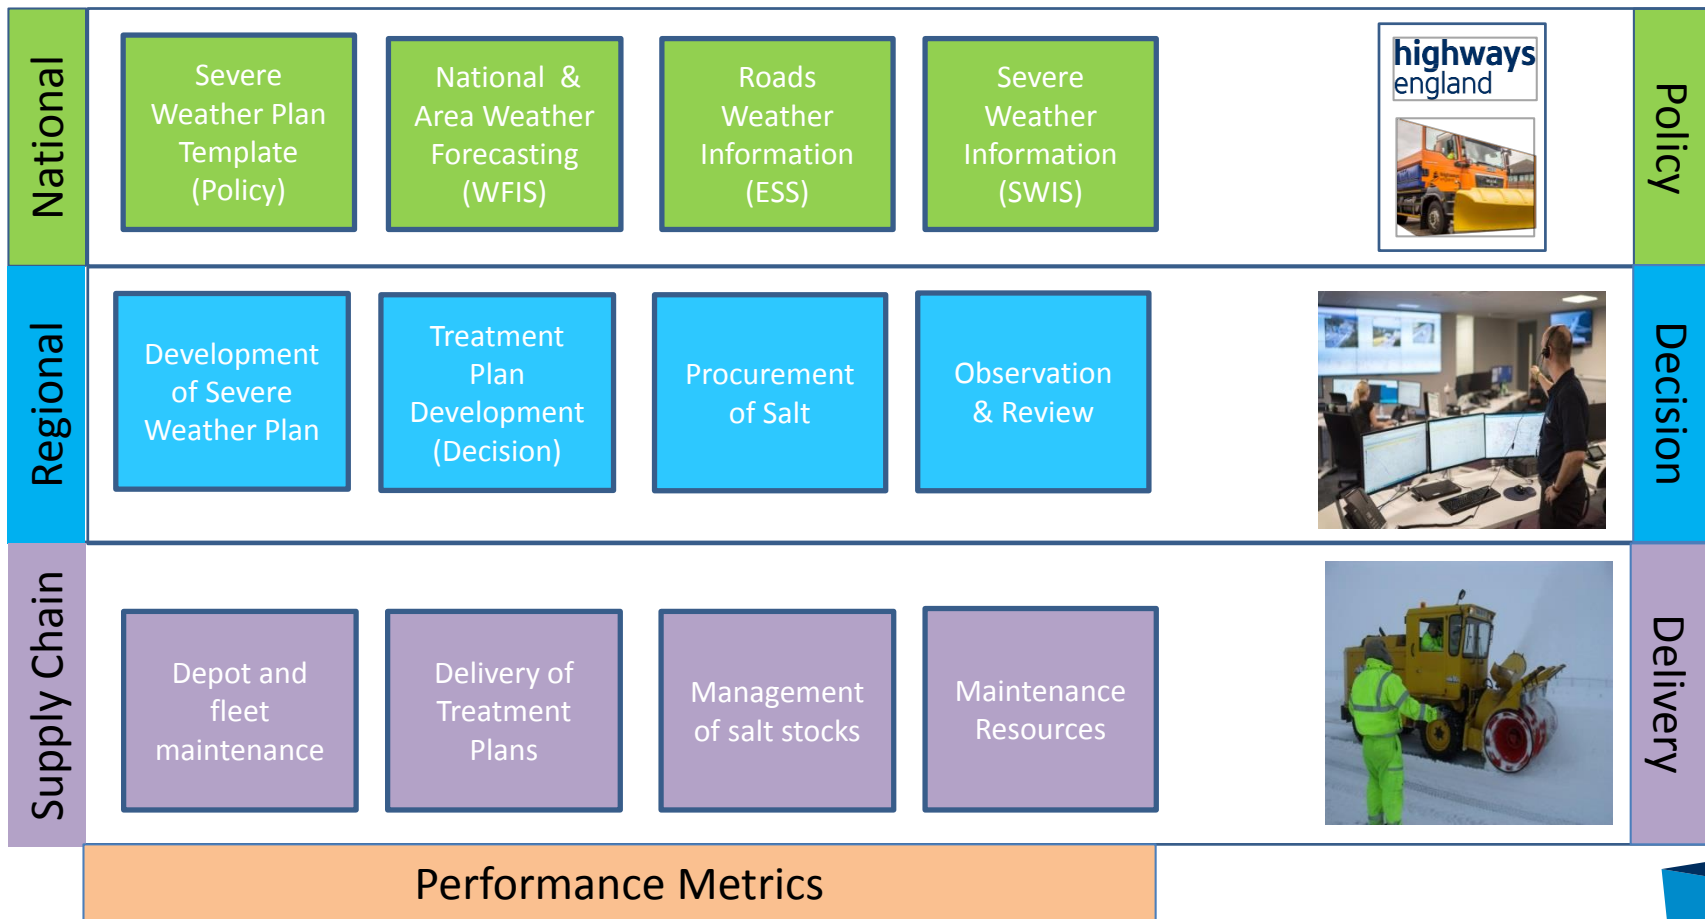 National
Severe
Weather Plan
Template
(Policy)
National & 
Area Weather
Forecasting
(WFIS)
Roads
Weather
Information
(ESS)
Severe
Weather
Information
(SWIS)
highways
england
Policy
Regional
Development
of Severe
Weather Plan
Treatment
Plan
Development
(Decision)
Procurement
of Salt
Observation
& Review
Decision
Supply Chain
Depot and
fleet
maintenance
Delivery of
Treatment
Plans
Management
of salt stocks
Maintenance
Resources
Delivery
Performance Metrics